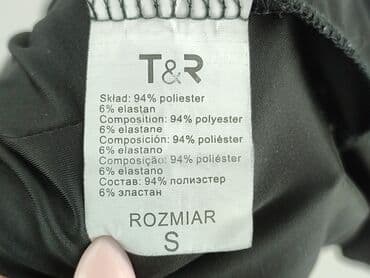 T&R
Skład: 94% poliester
6% elastan
Composition: 94% polyester
6% elastane
Composición: 94% poliéster
6% elastano
Composição: 94% poliéster
6% elastano
Состав: 94% полиэстер
6% эластан
ROZMIAR
S